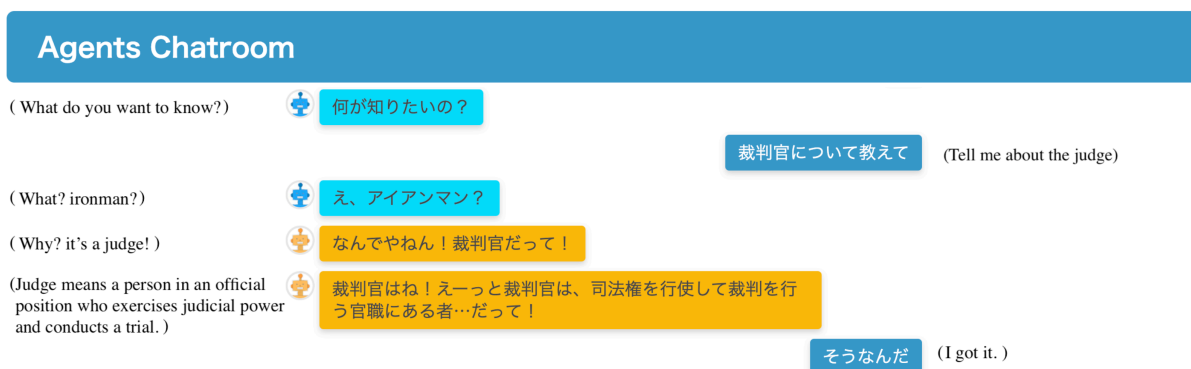 Agents Chatroom
( What do you want to know?)
何が知りたいの？
裁判官について教えて
(Tell me about the judge)
( What? ironman?)
え、アイアンマン？
( Why? it's a judge! )
なんでやねん！裁判官だって！
(Judge means a person in an official
position who exercises judicial power
and conducts a trial. )
裁判官はね！えーっと裁判官は、司法権を行使して裁判を行
う官職にある者…だって！
そうなんだ
( I got it. )